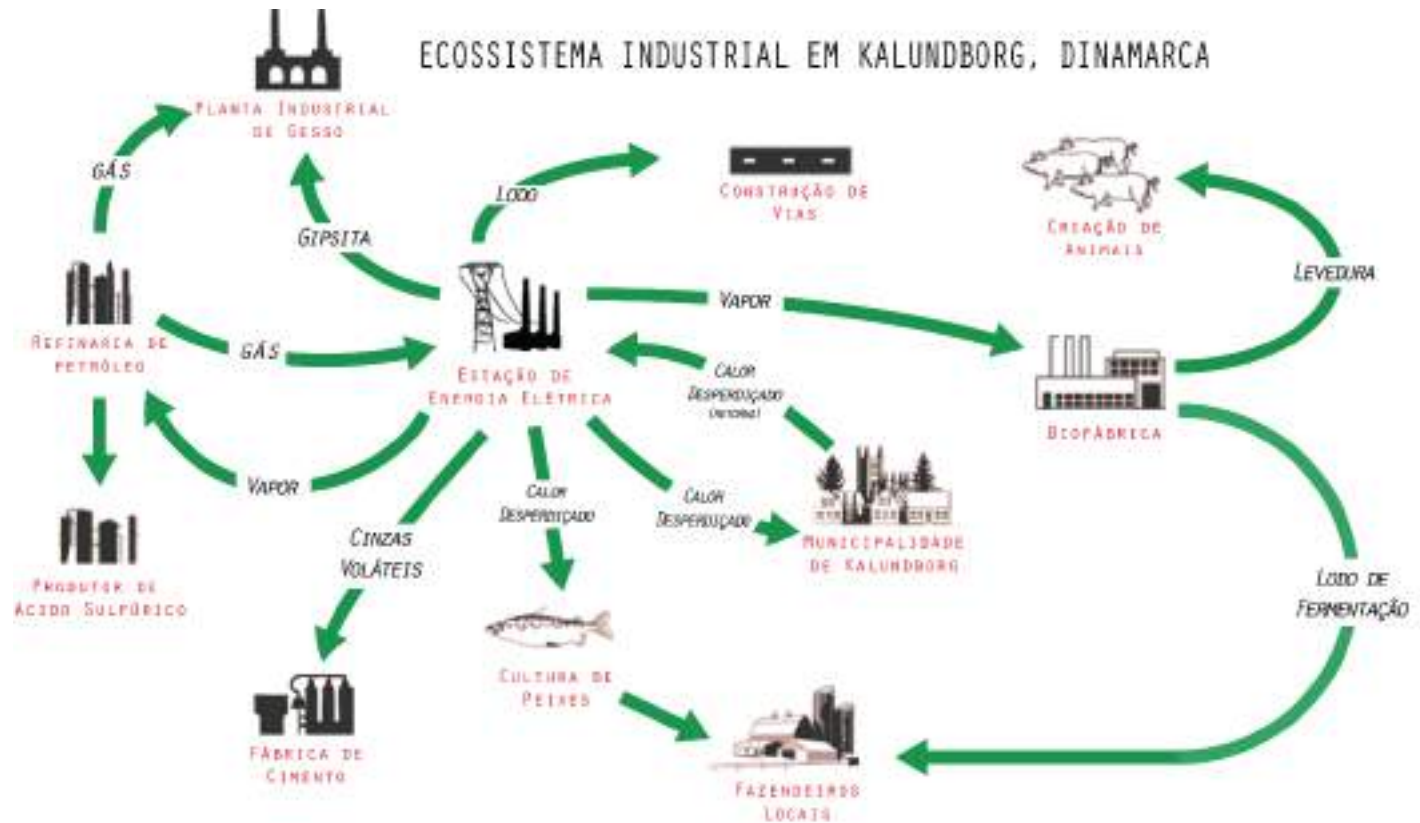 ECOSSISTEMA INDUSTRIAL EM KALUNDBORG, DINAMARCA
PLANTA INDUSTRIAL
DE GESSO
GÁS
LODO
CONSTRUÇÃO DE
VIAS
CRIAÇÃO DE
ANIMAIS
GIPSITA
LEVEDURA
VAPOR
REFINARIA DE
PETRÓLEO
GÁS
ESTAÇÃO DE
ENERGIA ELÉTRICA
CALOR
DESPERDIÇADO
BIOFÁBRICA
VAPOR
CALOR
DESPERDIÇADO
CALOR
DESPERDIÇADO
CINZAS
VOLÁTEIS
MUNICIPALIDADE
DE KALUNDBORG
PRODUTOR DE
ÁCIDO SULFÚRICO
LODO DE
FERMENTAÇÃO
CULTURA DE
PEIXES
FÁBRICA DE
CIMENTO
FAZENDEIROS
LOCAIS